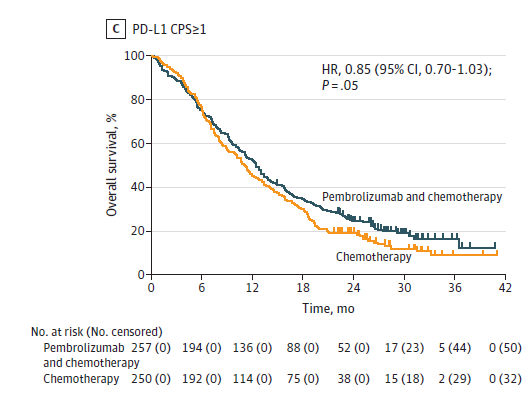 C PD-L1 CPS≥1
HR, 0.85 (95% CI, 0.70-1.03);
P = .05
Overall survival, %
100
80
60
40
20
0
Pembrolizumab and chemotherapy
Chemotherapy
0 6 12 18 24 30 36 42
Time, mo
No. at risk (No. censored)
Pembrolizumab 257 (0) 194 (0) 136 (0) 88 (0) 52 (0) 17 (23) 5 (44) 0 (50)
and chemotherapy
Chemotherapy 250 (0) 192 (0) 114 (0) 75 (0) 38 (0) 15 (18) 2 (29) 0 (32)